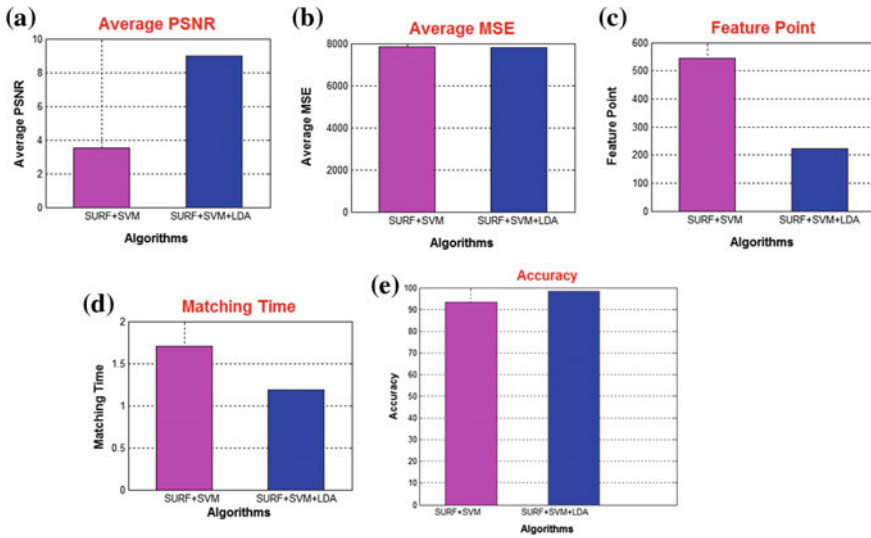 (a)
Average PSNR
10
8
6
4
2
0
Average PSNR
SURF+SVM SURF+SVM+LDA
Algorithms
(b)
Average MSE
8000
6000
4000
2000
0
Average MSE
SURF+SVM SURF+SVM+LDA
Algorithms
(c)
Feature Point
600
500
400
300
200
100
0
Feature Point
SURF+SVM SURF+SVM+LDA
Algorithms
(d)
Matching Time
2
1.5
1
0.5
0
Matching Time
SURF+SVM SURF+SVM+LDA
Algorithms
(e)
Accuracy
100
90
80
70
60
50
40
30
20
10
0
Accuracy
SURF+SVM SURF+SVM+LDA
Algorithms